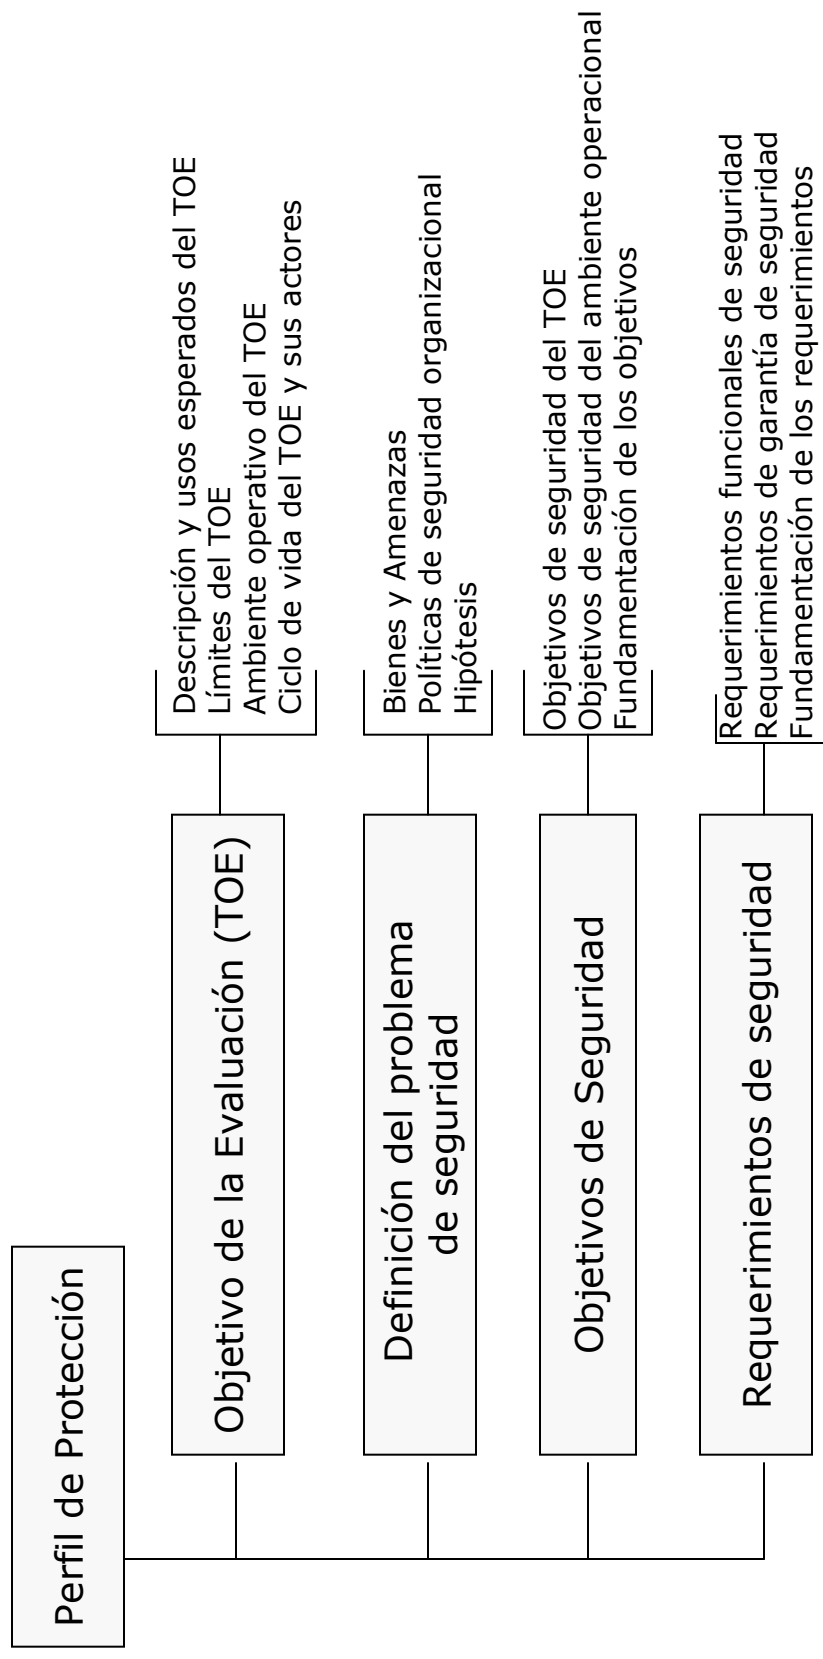 Perfil de Protección
Objetivo de la Evaluación (TOE)
Descripción y usos esperados del TOE
Límites del TOE
Ambiente operativo del TOE
Ciclo de vida del TOE y sus actores
Definición del problema
de seguridad
Bienes y Amenazas
Políticas de seguridad organizacional
Hipótesis
Objetivos de Seguridad
Objetivos de seguridad del TOE
Objetivos de seguridad del ambiente operacional
Fundamentación de los objetivos
Requerimientos de seguridad
Requerimientos funcionales de seguridad
Requerimientos de garantía de seguridad
Fundamentación de los requerimientos